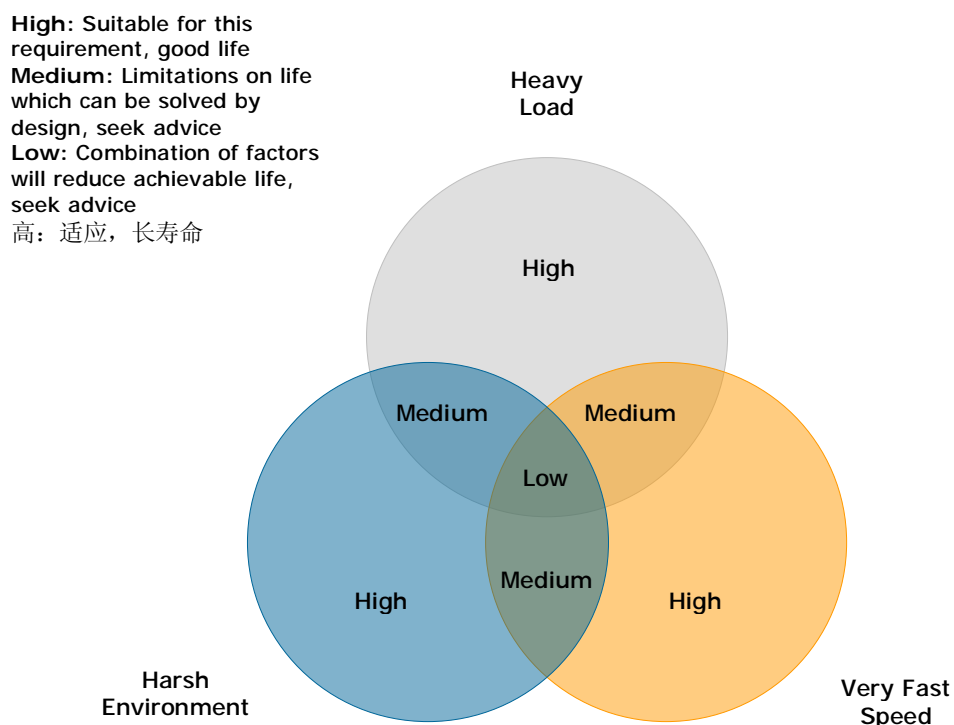 High: Suitable for this
requirement, good life
Medium: Limitations on life
which can be solved by
design, seek advice
Low: Combination of factors
will reduce achievable life,
seek advice
高：适应，长寿命
Heavy
Load
High
Medium
Medium
Low
Medium
High
High
Harsh
Environment
Very Fast
Speed